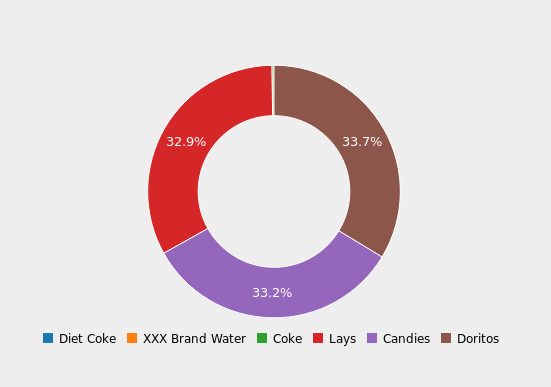 33.7%
32.9%
33.2%
Diet Coke XXX Brand Water Coke Lays Candies Doritos